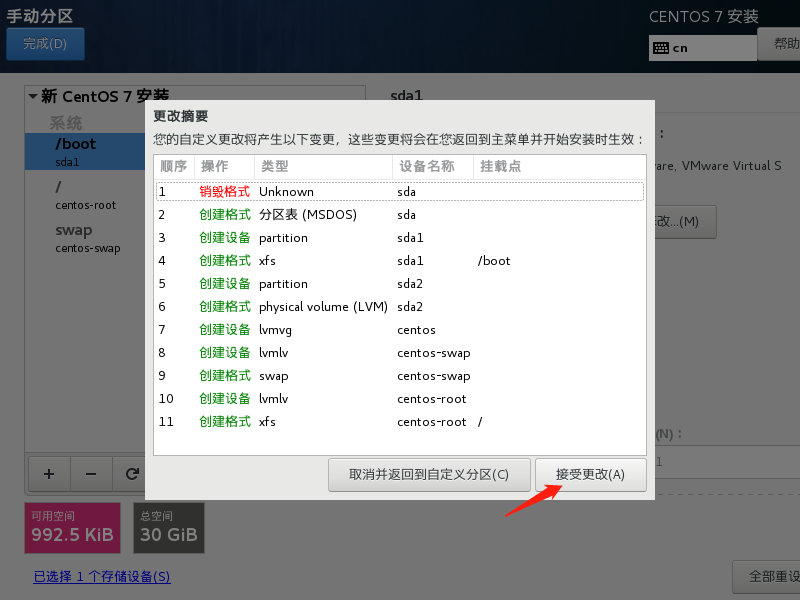 手动分区
CENTOS 7 安装
完成(D)
cn
帮助
新 CentOS 7 安装
sda1
系统
/boot
sda1
/
centos-root
swap
centos-swap
更改摘要
您的自定义更改将产生以下变更，这些变更将会在您返回到主菜单并开始安装时生效：
顺序 操作 类型 设备名称 挂载点
1 销毁格式 Unknown sda
2 创建格式 分区表 (MSDOS) sda
3 创建设备 partition sda1
4 创建格式 xfs sda1 /boot
5 创建设备 partition sda2
6 创建格式 physical volume (LVM) sda2
7 创建设备 lvmvg centos
8 创建设备 lvmlv centos-swap
9 创建格式 swap centos-swap
10 创建设备 lvmlv centos-root
11 创建格式 xfs centos-root /
取消并返回到自定义分区(C)
接受更改(A)
:
are, VMware Virtual S
改...(M)
(N)：
1
+ −
可用空间
992.5 KiB
总空间
30 GiB
已选择 1 个存储设备(S)
全部重设